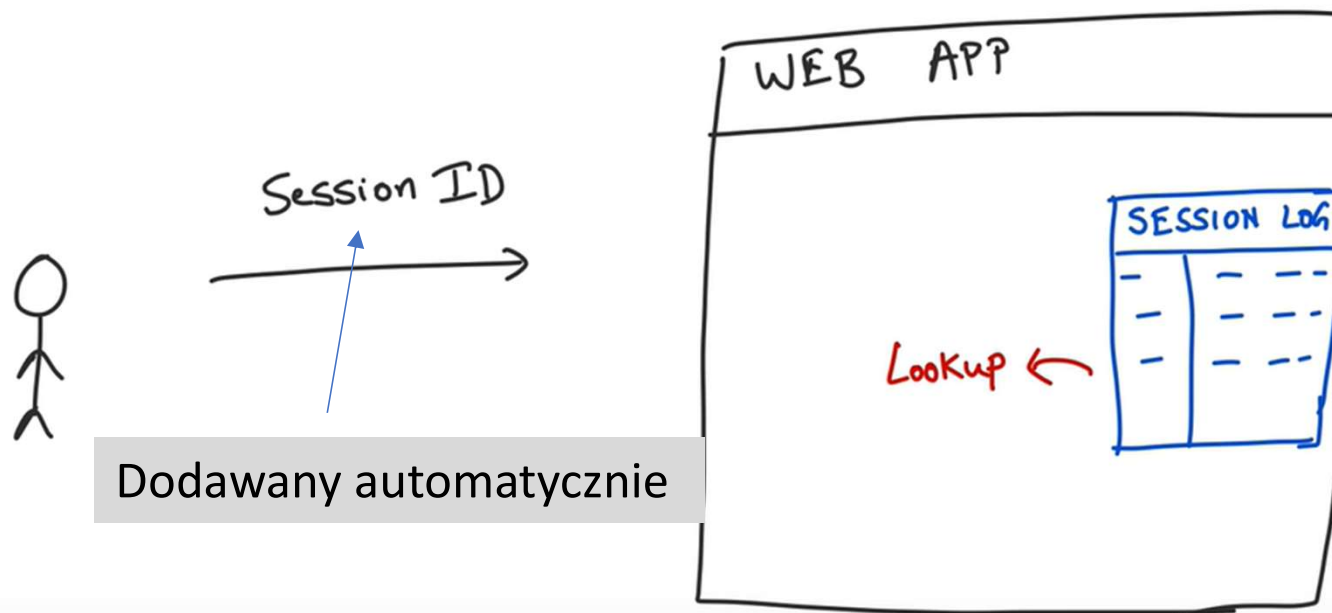 WEB APP
Session ID
SESSION LOG
Lookup
Dodawany automatycznie